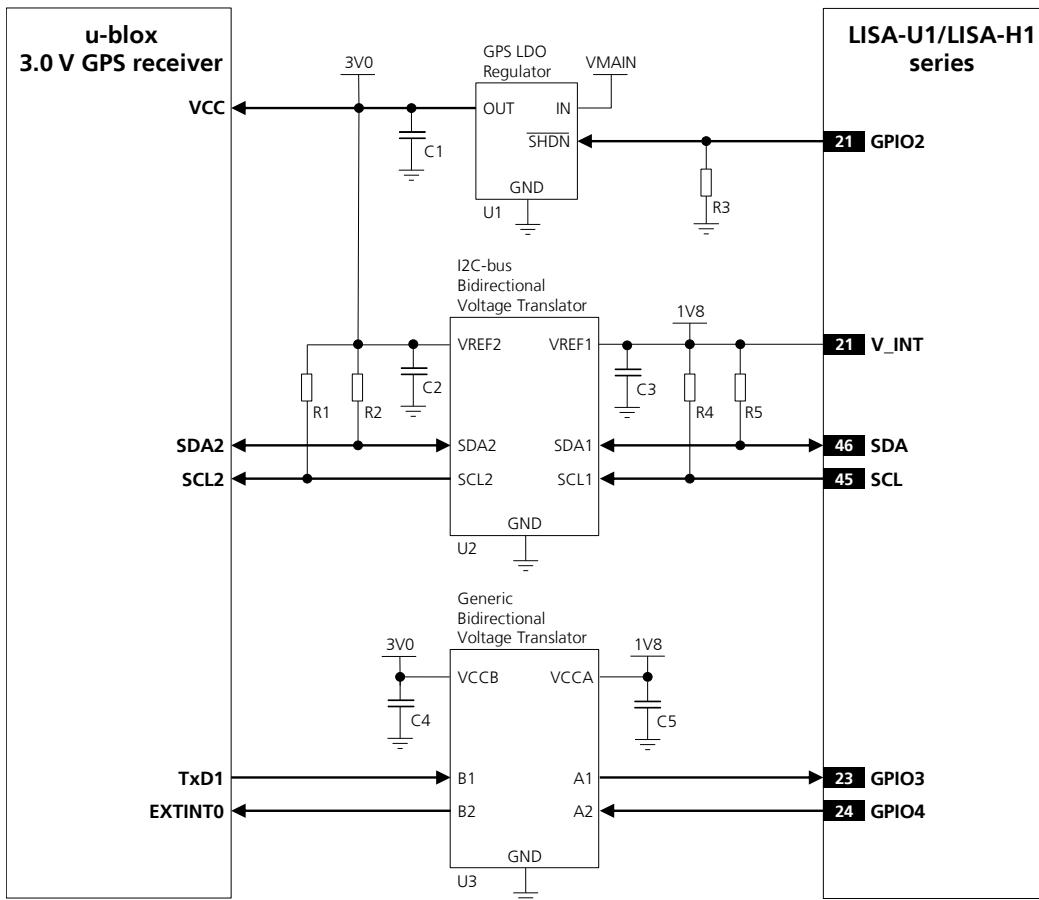 u-blox
3.0 V GPS receiver
LISA-U1/LISA-H1
series
GPS LDO
Regulator
3V0
VMAIN
VCC
OUT
IN
C1
SHDN
21 GPIO2
GND
R3
U1
I2C-bus
Bidirectional
Voltage Translator
1V8
VREF2
VREF1
21 V_INT
C2
C3
R1
R2
R4
R5
SDA2
SDA2
SDA1
46 SDA
SCL2
SCL2
SCL1
45 SCL
GND
U2
Generic
Bidirectional
Voltage Translator
3V0
1V8
VCCB
VCCA
C4
C5
TxD1
B1
A1
23 GPIO3
EXTINT0
B2
A2
24 GPIO4
GND
U3